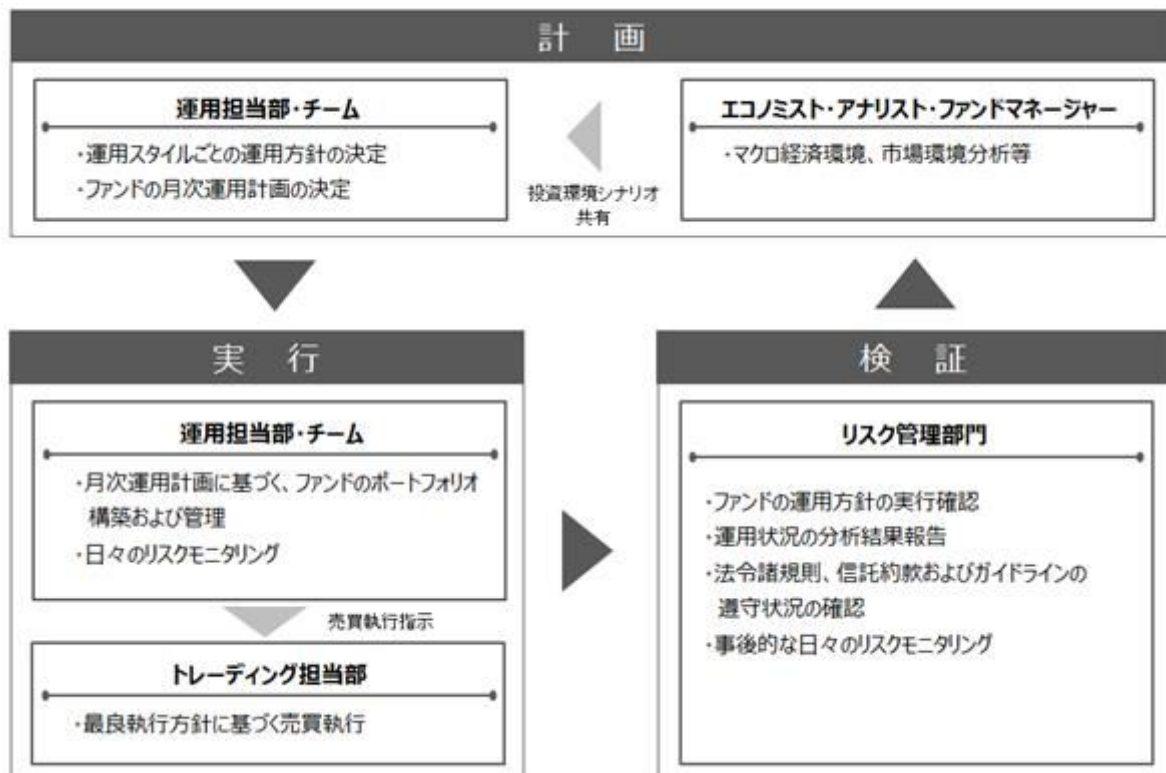 計 画
運用担当部・チーム
・運用スタイルごとの運用方針の決定
・ファンドの月次運用計画の決定
投資環境シナリオ
共有
エコノミスト・アナリスト・ファンドマネージャー
・マクロ経済環境、市場環境分析等
実 行
運用担当部・チーム
・月次運用計画に基づく、ファンドのポートフォリオ
構築および管理
・日々のリスクモニタリング
売買執行指示
トレーディング担当部
・最良執行方針に基づく売買執行
検 証
リスク管理部門
・ファンドの運用方針の実行確認
・運用状況の分析結果報告
・法令諸規則、信託約款およびガイドラインの
遵守状況の確認
・事後的な日々のリスクモニタリング